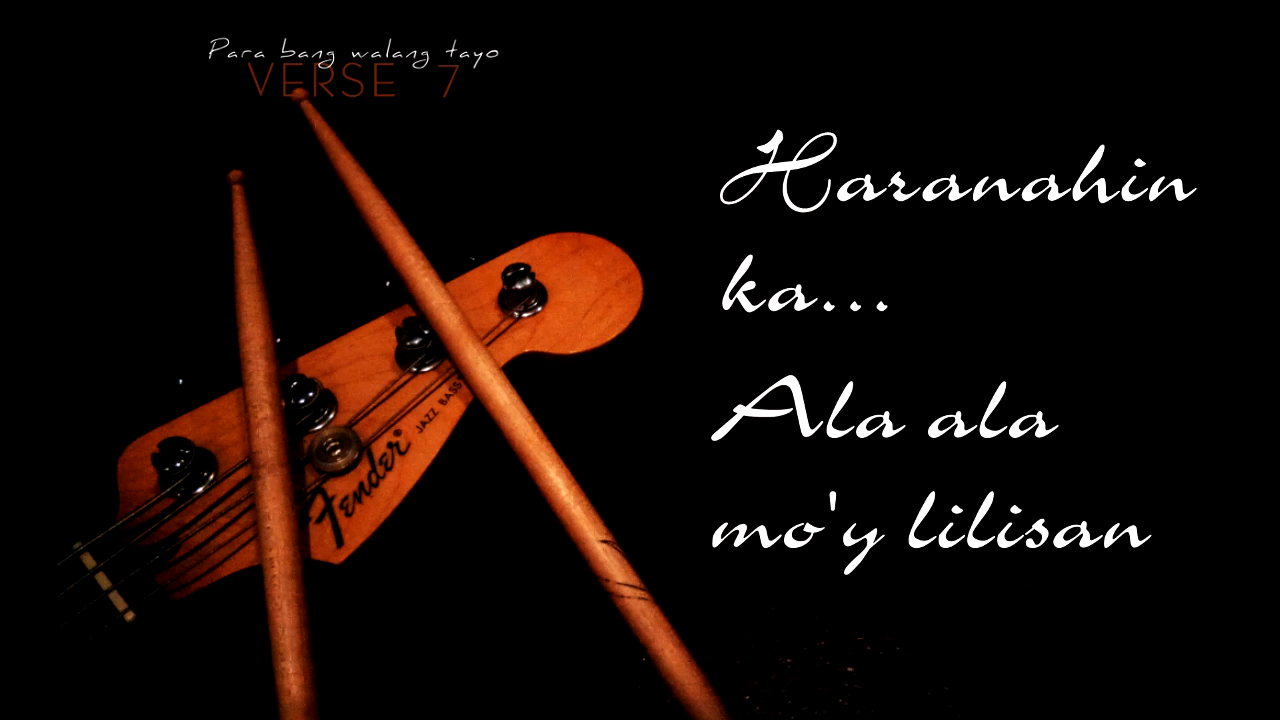 Para bang walang tayo
VERSE 7
Haranahin
ka...
Ala ala
mo'y lilisan
Fender
JAZZ BASS